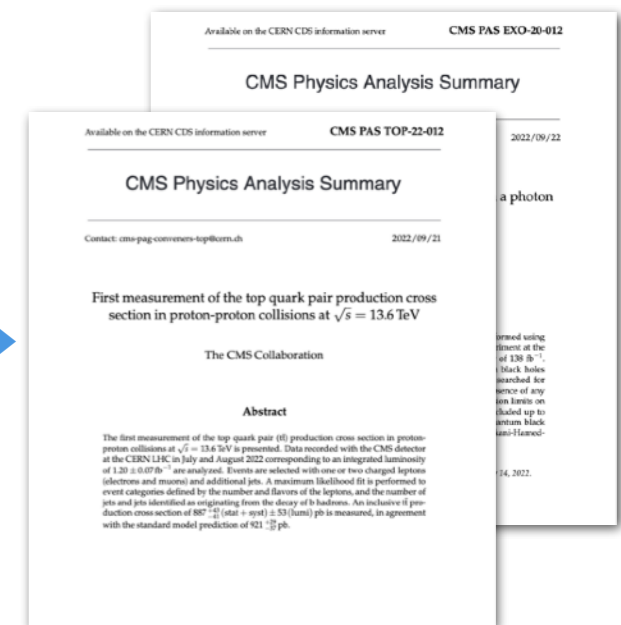 Available on the CERN CDS information server CMS PAS EXO-20-012
CMS Physics Analysis Summary
2022/09/22
a photon
ormed using
riment at the
of 138 fb⁻¹.
black holes
searched for
sence of any
ion limits on
cluded up to
antum black
14, 2022.
Available on the CERN CDS information server CMS PAS TOP-22-012
CMS Physics Analysis Summary
Contact: cms-pag-conveners-top@cern.ch 2022/09/21
First measurement of the top quark pair production cross
section in proton-proton collisions at √s = 13.6 TeV
The CMS Collaboration
Abstract
The first measurement of the top quark pair (tt̄) production cross section in proton-
proton collisions at √s = 13.6 TeV is presented. Data recorded with the CMS detector
at the CERN LHC in July and August 2022 corresponding to an integrated luminosity
of 1.20 ± 0.07 fb⁻¹ are analyzed. Events are selected with one or two charged leptons
(electrons and muons) and additional jets. A maximum likelihood fit is performed to
event categories defined by the number and flavors of the leptons, and the number of
jets and jets identified as originating from the decay of b hadrons. An inclusive tt̄ pro-
duction cross section of 887 (stat + syst) ± 53 (lumi) pb is measured, in agreement
with the standard model prediction of 921 pb.